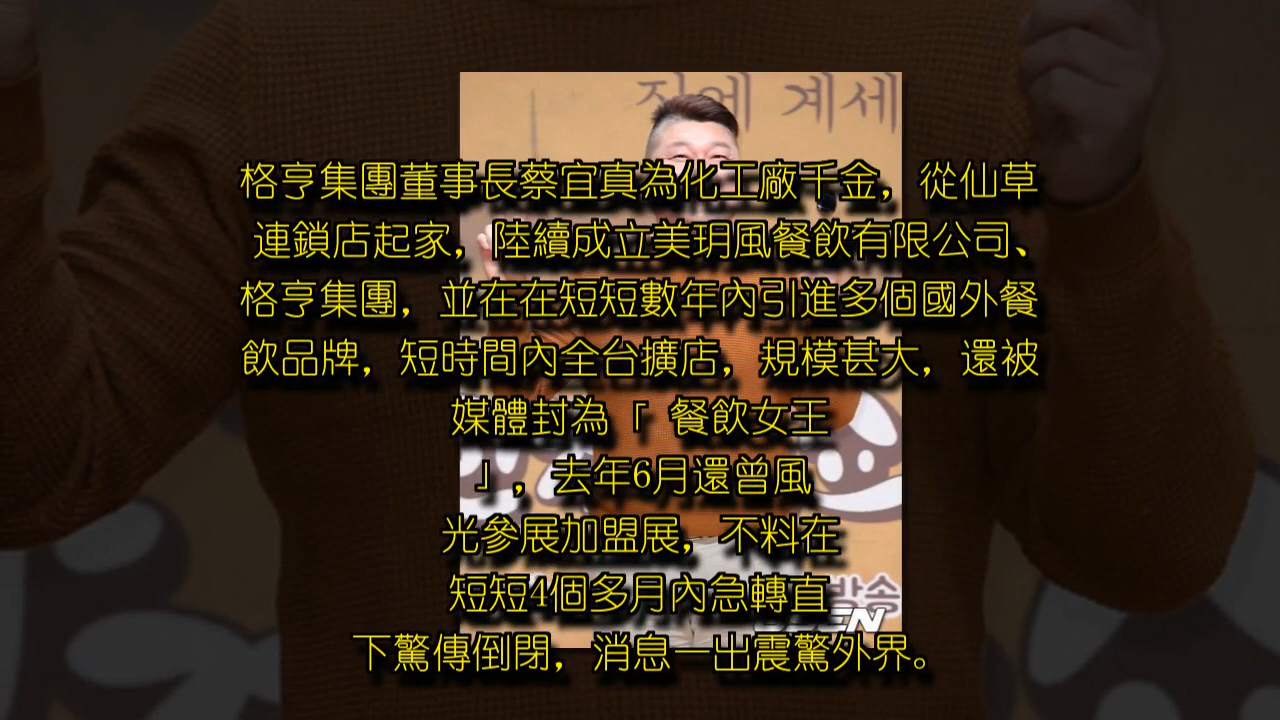 지에 계세
格亨集團董事長蔡宜真為化工廠千金，從仙草
連鎖店起家，陸續成立美玥風餐飲有限公司、
格亨集團，並在在短短數年內引進多個國外餐
飲品牌，短時間內全台擴店，規模甚大，還被
媒體封為「 餐飲女王
」，去年6月還曾風
光參展加盟展，不料在
短短4個多月內急轉直
下驚傳倒閉，消息一出震驚外界。
방송